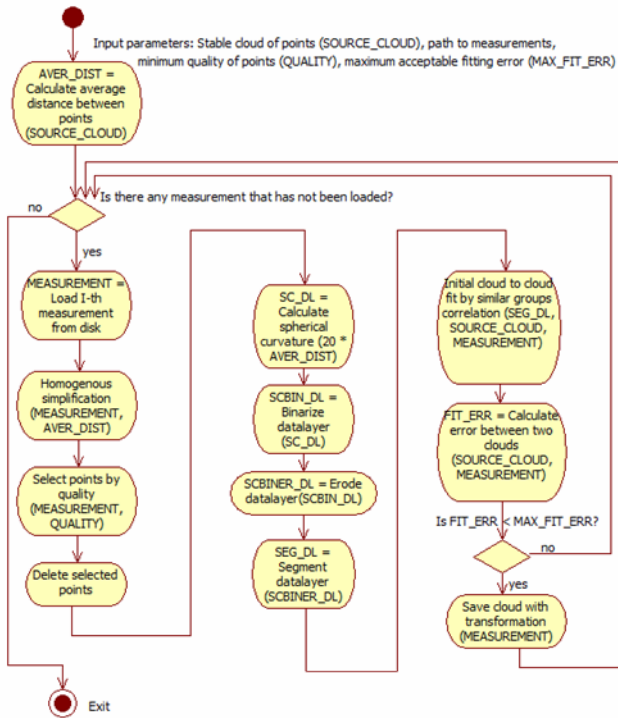 Input parameters: Stable cloud of points (SOURCE_CLOUD), path to measurements,
minimum quality of points (QUALITY), maximum acceptable fitting error (MAX_FIT_ERR)
AVER_DIST =
Calculate average
distance between
points
(SOURCE_CLOUD)
Is there any measurement that has not been loaded?
no
yes
MEASUREMENT =
Load I-th
measurement
from disk
Homogenous
simplification
(MEASUREMENT,
AVER_DIST)
Select points by
quality
(MEASUREMENT,
QUALITY)
Delete selected
points
SC_DL =
Calculate
spherical
curvature (20 *
AVER_DIST)
SCBIN_DL =
Binarize
datalayer
(SC_DL)
SCBINER_DL = Erode
datalayer(SCBIN_DL)
SEG_DL =
Segment
datalayer
(SCBINER_DL)
Initial cloud to cloud
fit by similar groups
correlation (SEG_DL,
SOURCE_CLOUD,
MEASUREMENT)
FIT_ERR = Calculate
error between two
clouds
(SOURCE_CLOUD,
MEASUREMENT)
Is FIT_ERR < MAX_FIT_ERR?
no
yes
Save cloud with
transformation
(MEASUREMENT)
Exit